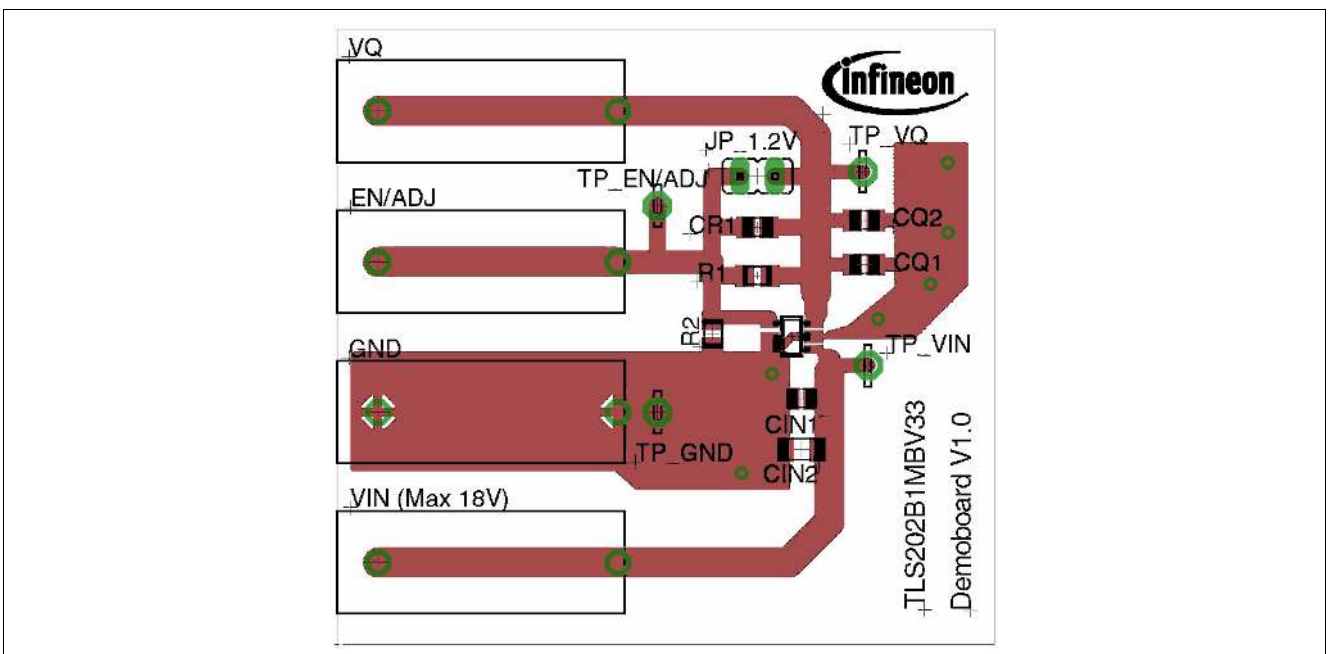 VQ
infineon
JP_1.2V
TP_VQ
TP_EN/ADJ
EN/ADJ
CR1
CQ2
R1
CQ1
R2
GND
TP_VIN
CIN1
TP_GND
CIN2
VIN (Max 18V)
TLS202B1MBV33
Demoboard V1.0